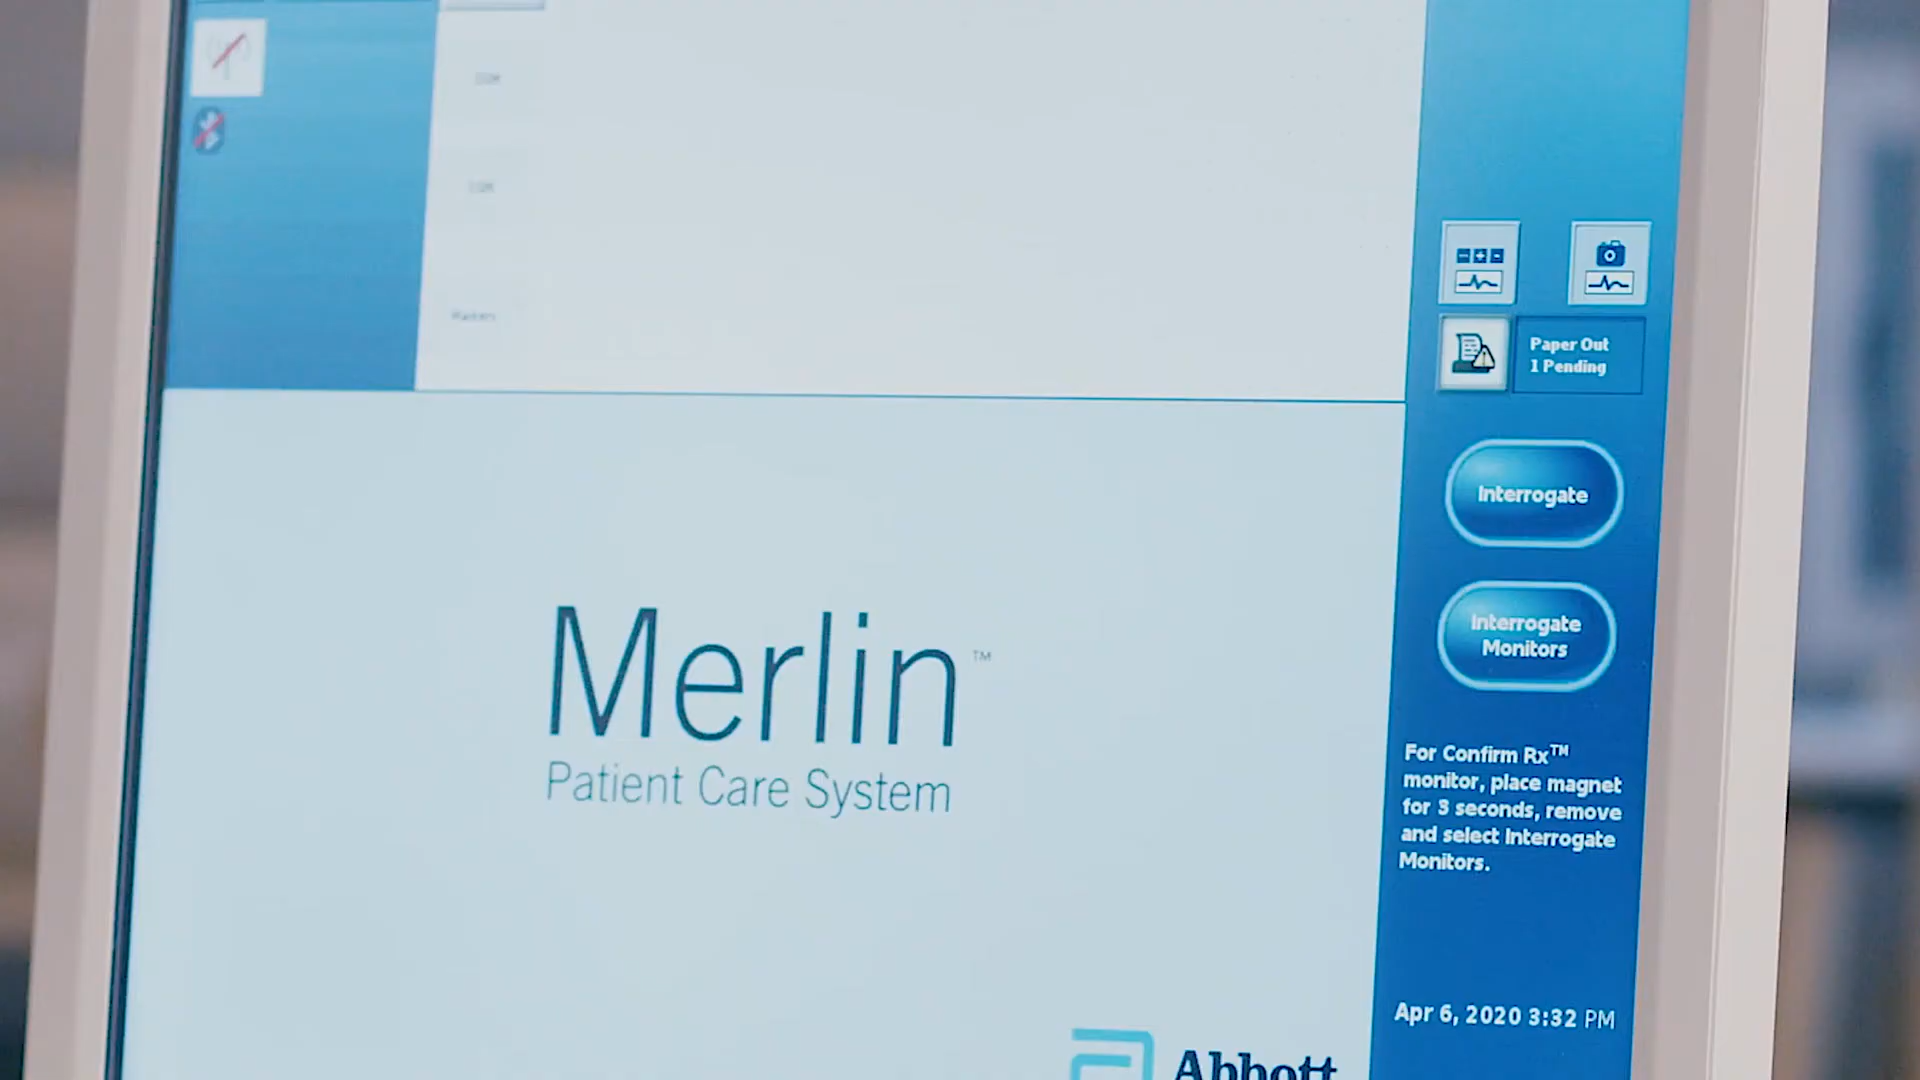 Paper Out
1 Pending
Interrogate
Interrogate
Monitors
Merlin™
Patient Care System
For Confirm Rx™
monitor, place magnet
for 3 seconds, remove
and select Interrogate
Monitors.
Apr 6, 2020 3:32 PM
Abbott